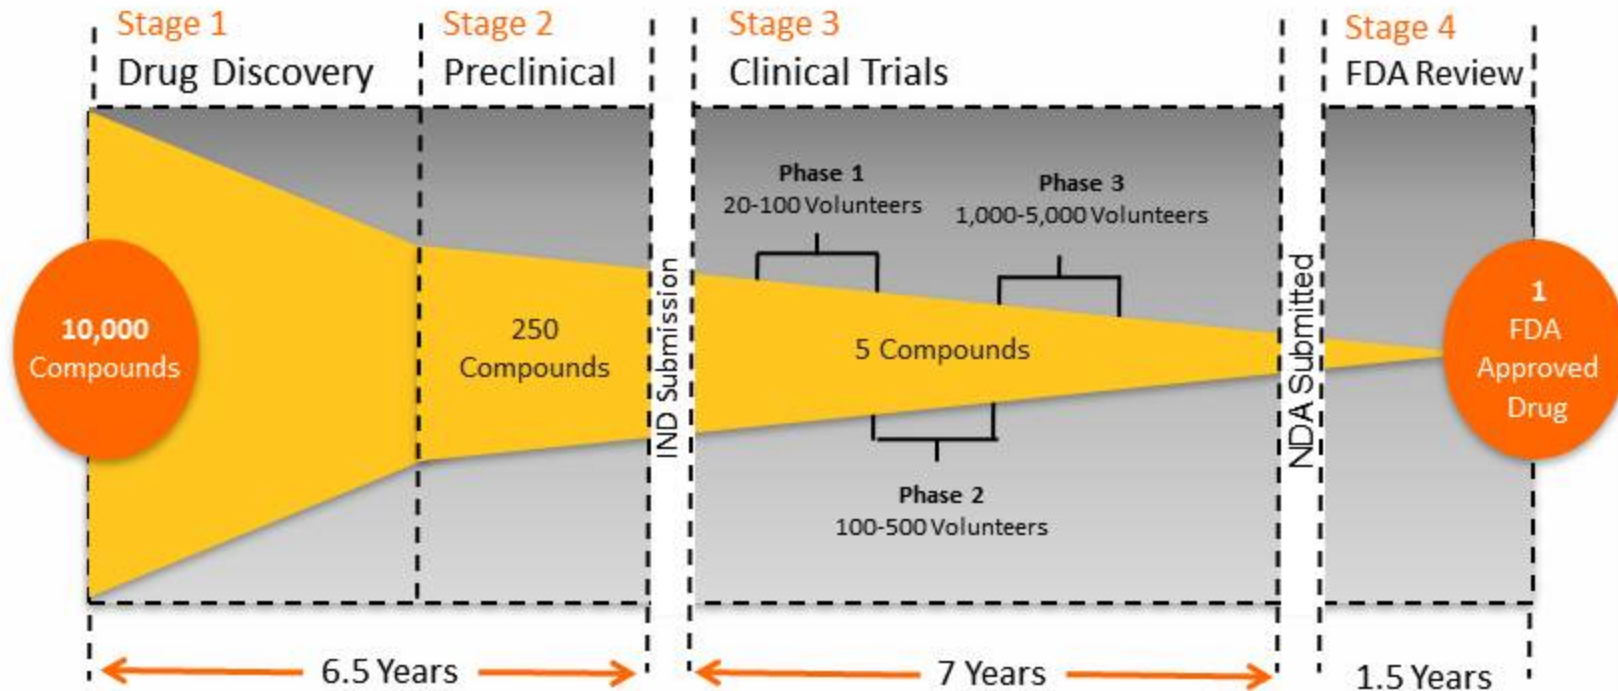 Stage 1
Drug Discovery
Stage 2
Preclinical
Stage 3
Clinical Trials
Stage 4
FDA Review
Phase 1
20-100 Volunteers
Phase 3
1,000-5,000 Volunteers
10,000
Compounds
250
Compounds
IND Submission
5 Compounds
NDA Submitted
1
FDA
Approved
Drug
Phase 2
100-500 Volunteers
6.5 Years
7 Years
1.5 Years